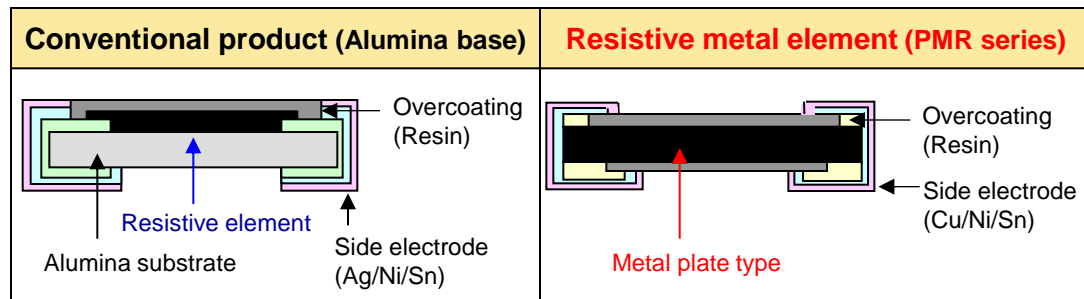 Conventional product (Alumina base)
Resistive metal element (PMR series)
Overcoating
(Resin)
Resistive element
Alumina substrate
Side electrode
(Ag/Ni/Sn)
Overcoating
(Resin)
Side electrode
(Cu/Ni/Sn)
Metal plate type